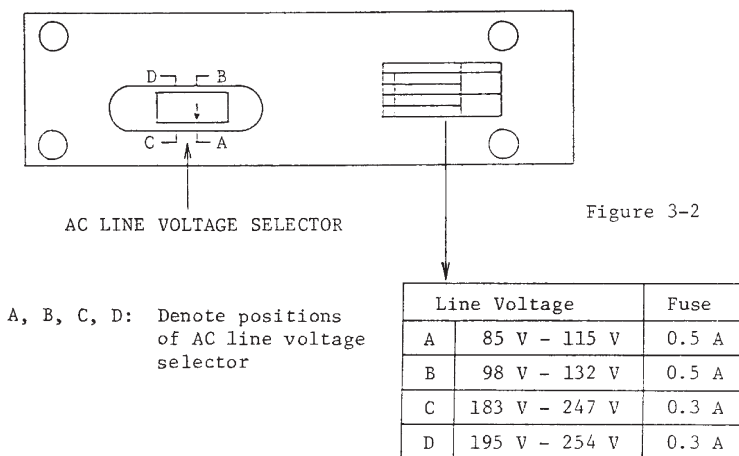 D B
C A
AC LINE VOLTAGE SELECTOR
Figure 3-2
A, B, C, D: Denote positions
of AC line voltage
selector
Line Voltage Fuse
A 85 V - 115 V 0.5 A
B 98 V - 132 V 0.5 A
C 183 V - 247 V 0.3 A
D 195 V - 254 V 0.3 A